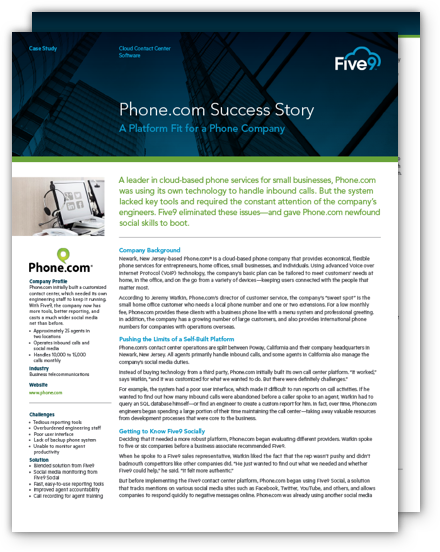 Case Study
Cloud Contact Center
Software
Five9
Phone.com Success Story
A Platform Fit for a Phone Company
A leader in cloud-based phone services for small businesses, Phone.com
was using its own technology to handle inbound calls. But the system
lacked key tools and required the constant attention of the company's
engineers. Five9 eliminated these issues—and gave Phone.com newfound
social skills to boot.
Phone.com®
Company Profile
Phone.com initially built a customized
contact center, which needed its own
engineering staff to keep it running.
With Five9, the company now has
more tools, better reporting, and
casts a much wider social media
net than before.
• Approximately 25 agents in
two locations
• Operates inbound calls and
social media
• Handles 10,000 to 15,000
calls monthly
Industry
Business telecommunications
Website
www.phone.com
Challenges
• Tedious reporting tools
• Overburdened engineering staff
• Poor user interface
• Lack of backup phone system
• Unable to monitor agent
productivity
Solution
• Blended solution from Five9
• Social media monitoring from
Five9 Social
• Fast, easy-to-use reporting tools
• Improved agent accountability
• Call recording for agent training
Company Background
Newark, New Jersey-based Phone.com® is a cloud-based phone company that provides economical, flexible
phone services for entrepreneurs, home offices, small businesses, and individuals. Using advanced Voice over
Internet Protocol (VoIP) technology, the company's basic plan can be tailored to meet customers' needs at
home, in the office, and on the go from a variety of devices—keeping users connected with the people that
matter most.
According to Jeremy Watkin, Phone.com's director of customer service, the company's "sweet spot" is the
small home office customer who needs a local phone number and one or two extensions. For a low monthly
fee, Phone.com provides these clients with a business phone line with a menu system and professional greeting.
In addition, the company has a growing number of large customers, and also provides international phone
numbers for companies with operations overseas.
Pushing the Limits of a Self-Built Platform
Phone.com's contact center operations are split between Poway, California and their company headquarters in
Newark, New Jersey. All agents primarily handle inbound calls, and some agents in California also manage the
company's social media duties.
Instead of buying technology from a third party, Phone.com initially built its own call center platform. "It worked,"
says Watkin, "and it was customized for what we wanted to do. But there were definitely challenges."
For example, the system had a poor user interface, which made it difficult to run reports on call activities. If he
wanted to find out how many inbound calls were abandoned before a caller spoke to an agent, Watkin had to
query an SQL database himself—or find an engineer to create a custom report for him. In fact, over time, Phone.com
engineers began spending a large portion of their time maintaining the call center—taking away valuable resources
from development processes that were core to the business.
Getting to Know Five9 Socially
Deciding that it needed a more robust platform, Phone.com began evaluating different providers. Watkin spoke
to five or six companies before a business associate recommended Five9.
When he spoke to a Five9 sales representative, Watkin liked the fact that the rep wasn't pushy and didn't
badmouth competitors like other companies did. "He just wanted to find out what we needed and whether
Five9 could help," he said. "It felt more authentic."
But before implementing the Five9 contact center platform, Phone.com began using Five9 Social, a solution
that tracks mentions on various social media sites such as Facebook, Twitter, YouTube, and others, and allows
companies to respond quickly to negative messages online. Phone.com was already using another social media